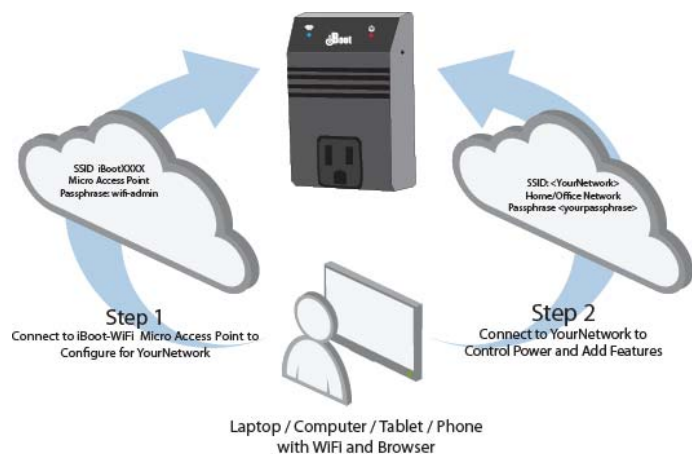 iBoot
SSID iBootXXXX
Micro Access Point
Passphrase: wifi-admin
SSID: <YourNetwork>
Home/Office Network
Passphrase <yourpassphrase>
Step 1
Connect to iBoot-WiFi Micro Access Point to
Configure for YourNetwork
Step 2
Connect to YourNetwork to
Control Power and Add Features
Laptop / Computer / Tablet / Phone
with WiFi and Browser